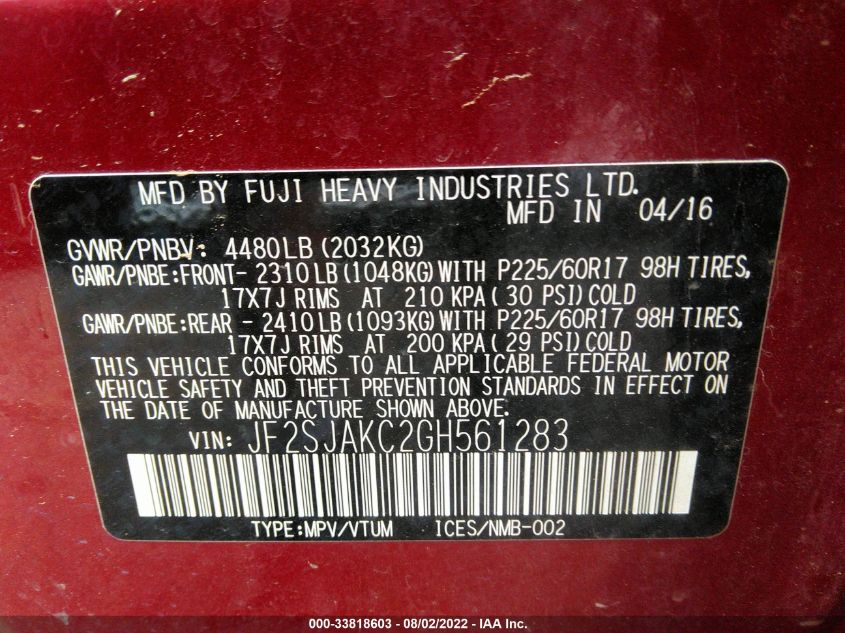 MFD BY FUJI HEAVY INDUSTRIES LTD.
MFD IN 04/16
GVWR/PNBV: 4480LB (2032KG)
GAWR/PNBE:FRONT- 2310LB (1048KG) WITH P225/60R17 98H TIRES,
17X7J RIMS AT 210 KPA ( 30 PSI) COLD
GAWR/PNBE:REAR - 2410LB (1093KG) WITH P225/60R17 98H TIRES,
17X7J RIMS AT 200 KPA ( 29 PSI) COLD
THIS VEHICLE CONFORMS TO ALL APPLICABLE FEDERAL MOTOR
VEHICLE SAFETY AND THEFT PREVENTION STANDARDS IN EFFECT ON
THE DATE OF MANUFACTURE SHOWN ABOVE.
VIN: JF2SJAKC2GH561283
TYPE:MPV/VTUM ICES/NMB-002
000-33818603 - 08/02/2022 - IAA Inc.